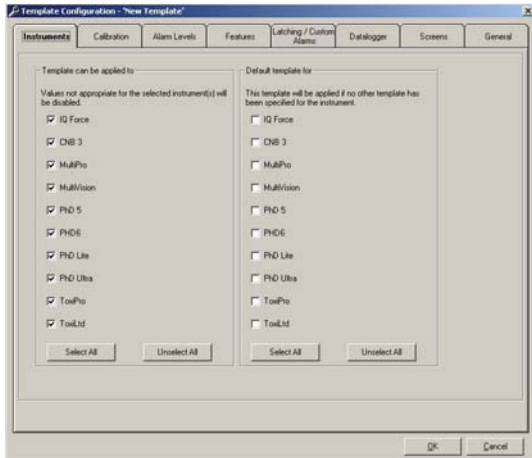 Template Configuration - 'New Template'
Instruments
Calibration
Alarm Levels
Features
Latching / Custom
Alarms
Datalogger
Screens
General
Template can be applied to
Values not appropriate for the selected instrument(s) will
be disabled.
IQ Force
CNB 3
MultiPro
MultiVision
PhD 5
PHD6
PhD Lite
PhD Ultra
ToxiPro
ToxiLtd
Select All
Unselect All
Default template for
This template will be applied if no other template has
been specified for the instrument.
IQ Force
CNB 3
MultiPro
MultiVision
PhD 5
PHD6
PhD Lite
PhD Ultra
ToxiPro
ToxiLtd
Select All
Unselect All
OK
Cancel